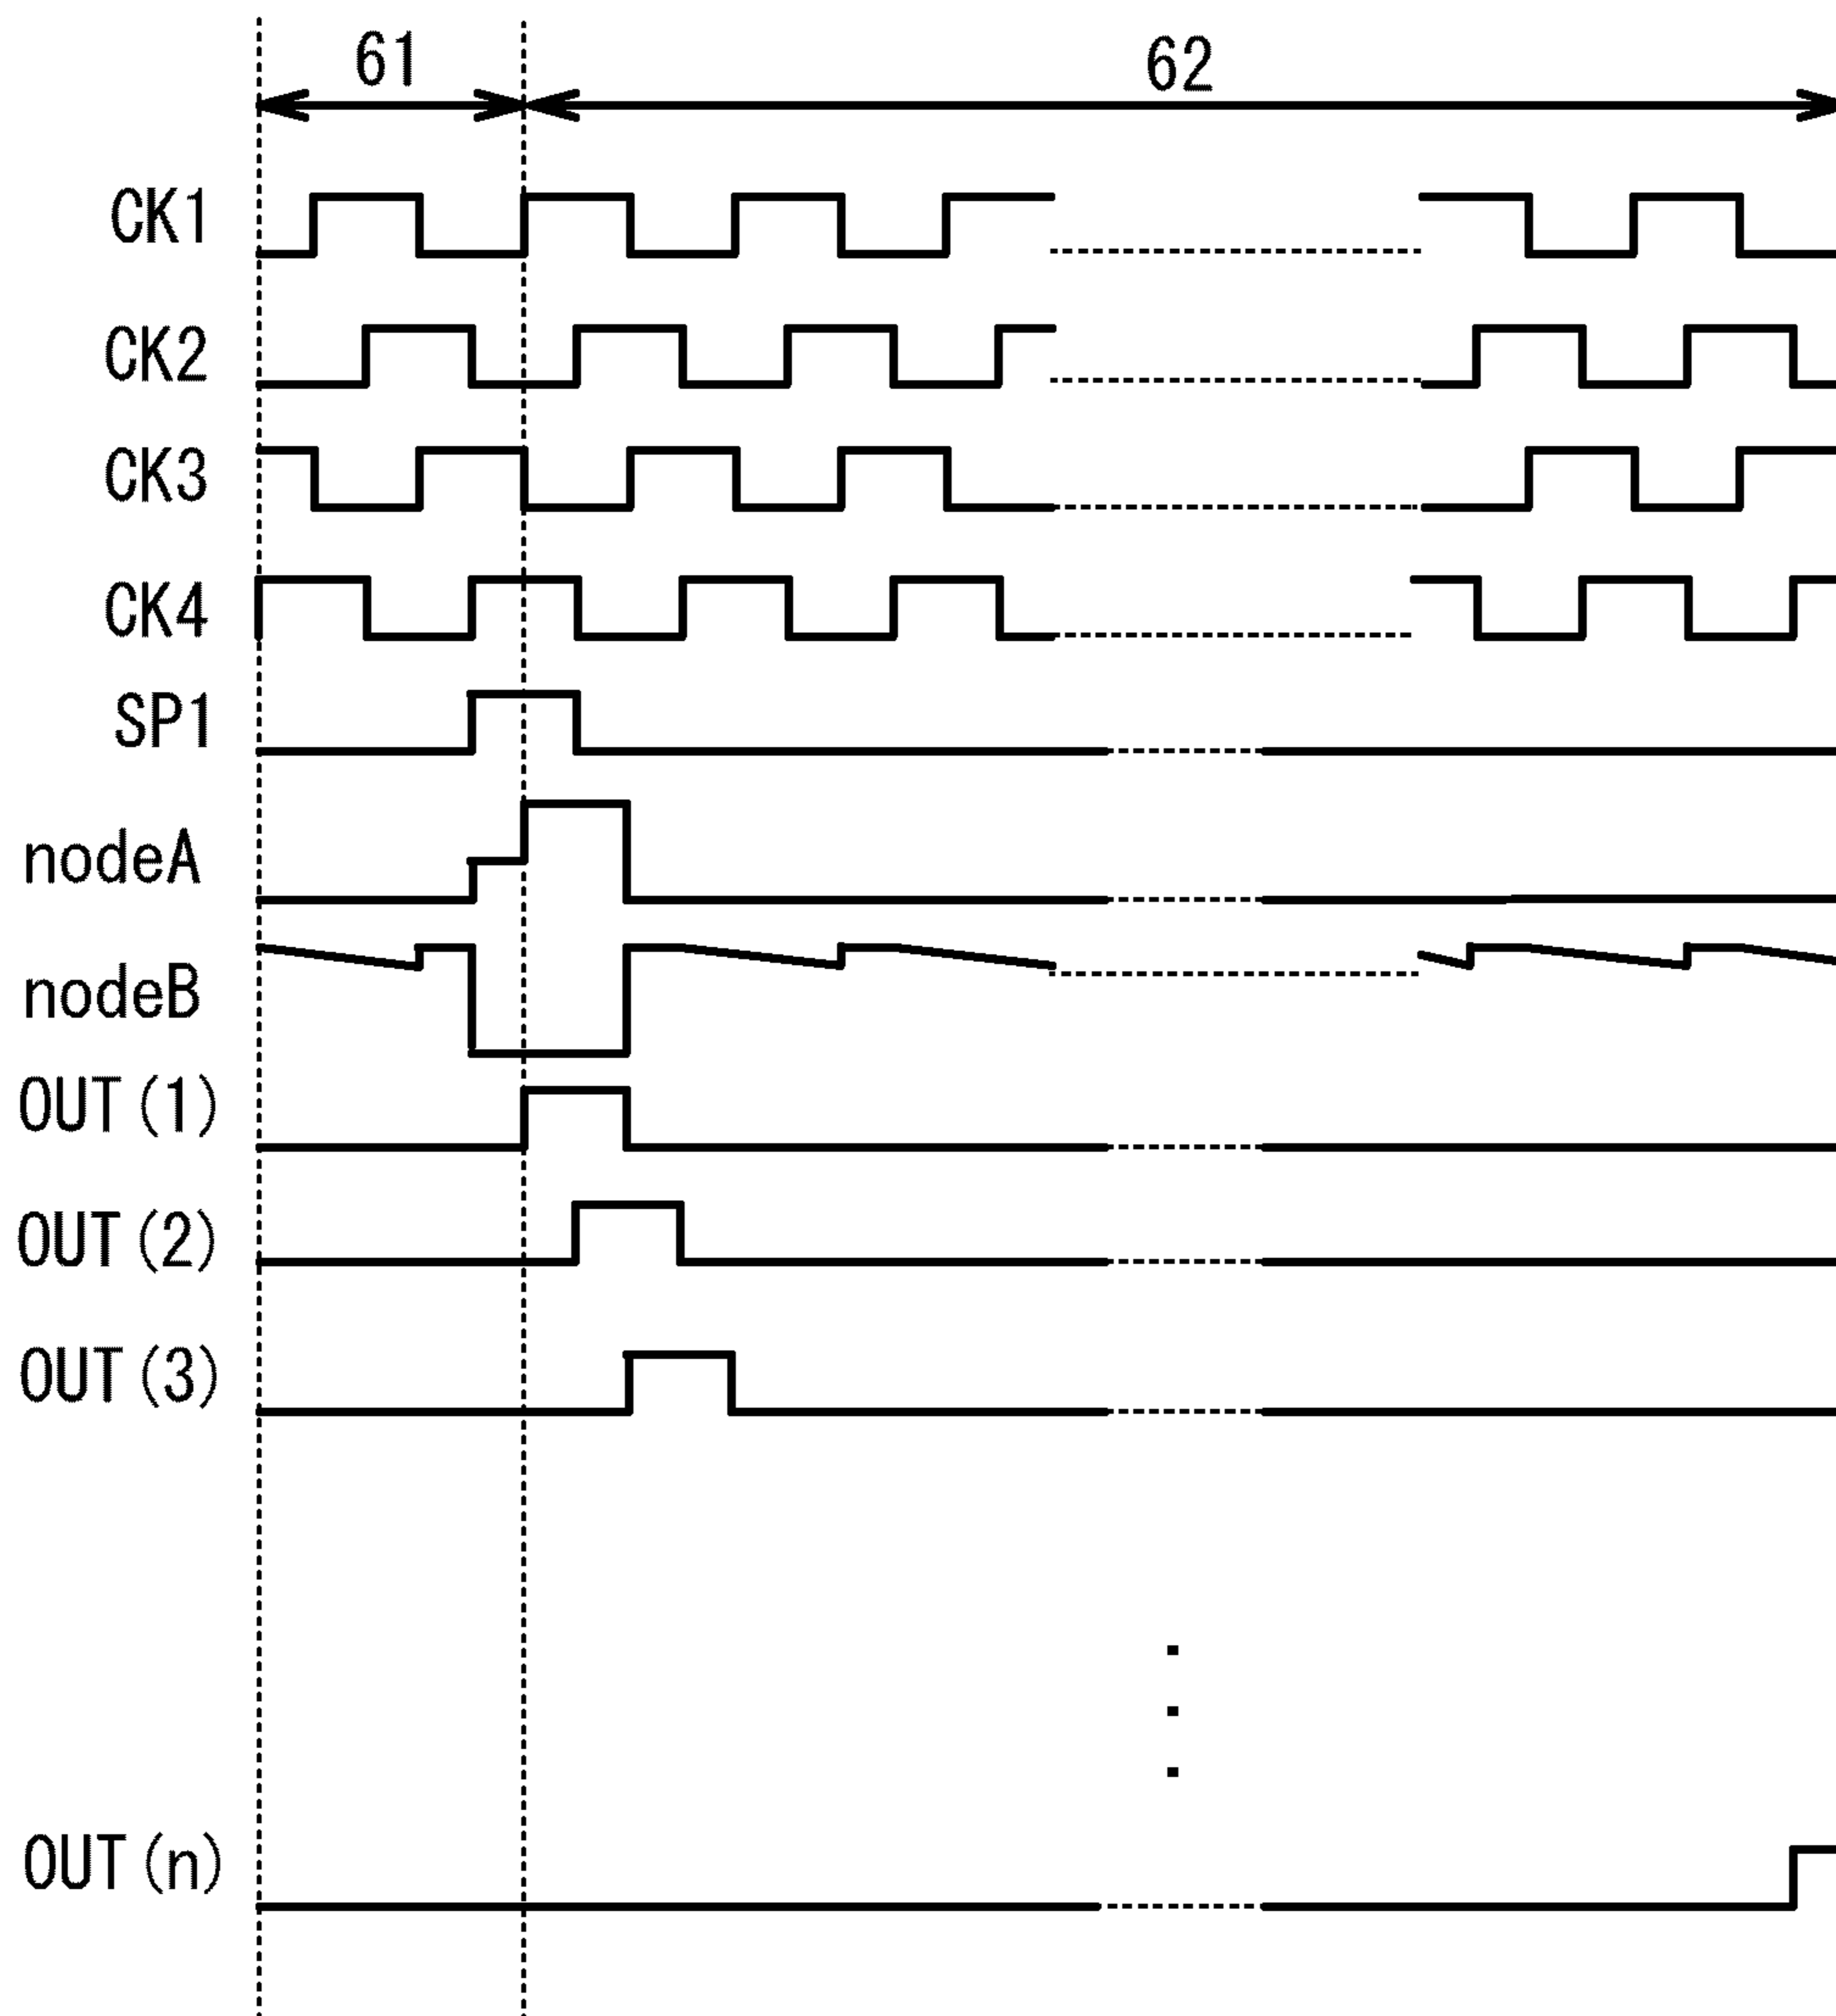 61
62
CK1
CK2
CK3
CK4
SP1
nodeA
nodeB
OUT(1)
OUT(2)
OUT(3)
OUT(n)